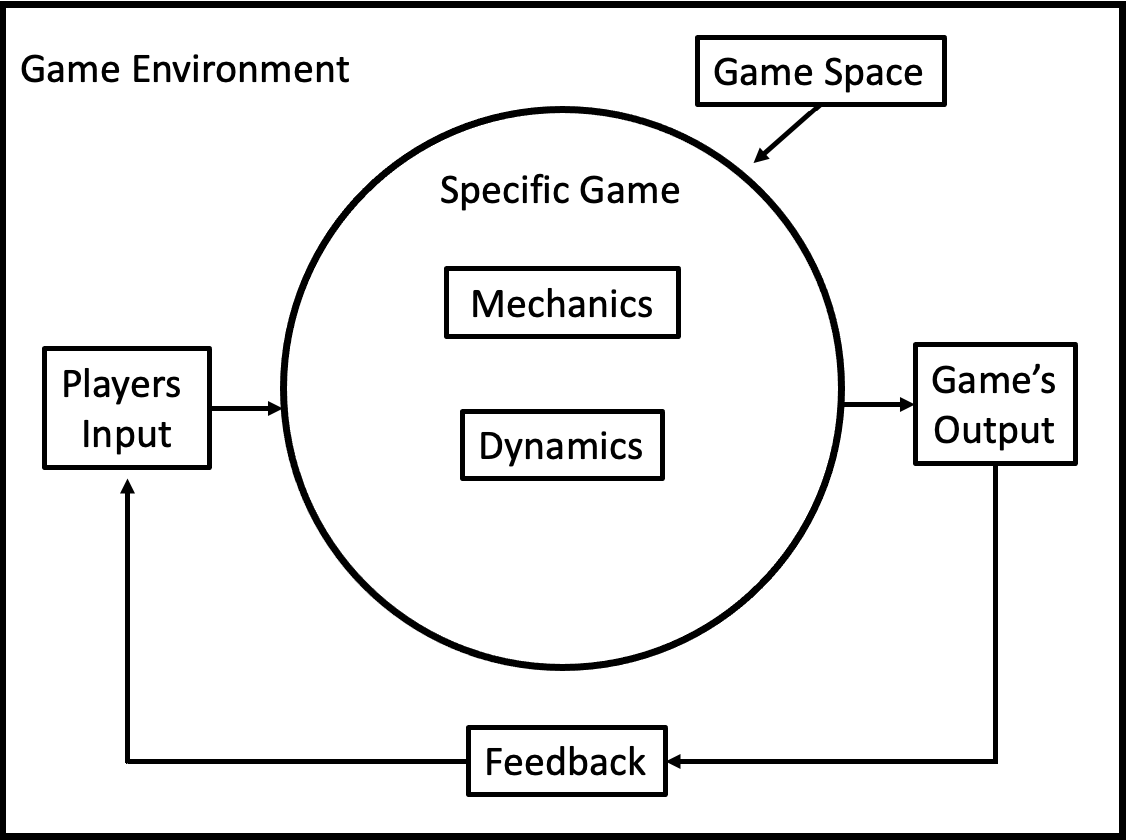 Game Environment
Game Space
Specific Game
Mechanics
Players
Input
Dynamics
Game’s
Output
Feedback